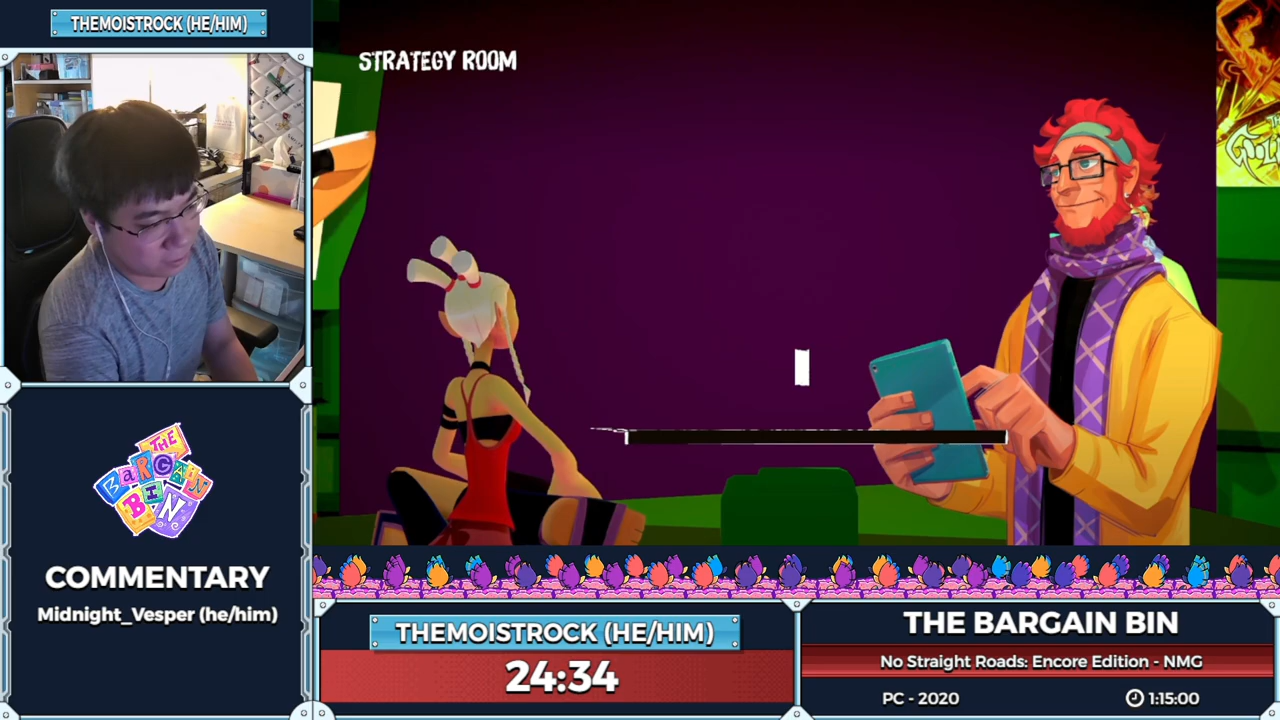 THEMOISTROCK (HE/HIM)
STRATEGY ROOM
THE
BARGAIN
BIN
COMMENTARY
Midnight_Vesper (he/him)
THEMOISTROCK (HE/HIM)
24:34
THE BARGAIN BIN
No Straight Roads: Encore Edition - NMG
PC - 2020
1:15:00